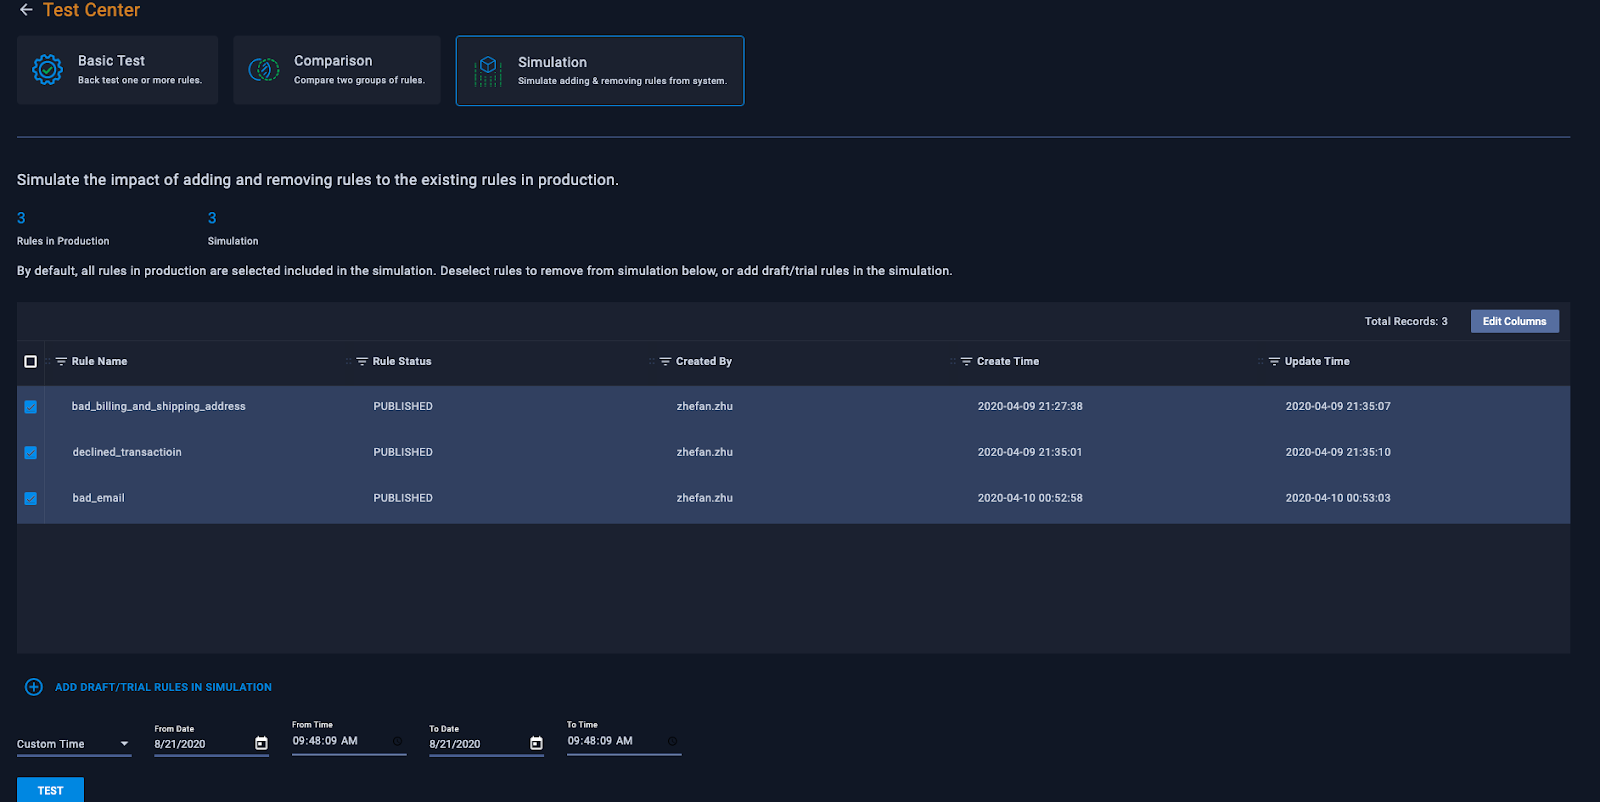 Test Center
Basic Test
Back test one or more rules.
Comparison
Compare two groups of rules.
Simulation
Simulate adding & removing rules from system.
Simulate the impact of adding and removing rules to the existing rules in production.
3 3
Rules in Production Simulation
By default, all rules in production are selected included in the simulation. Deselect rules to remove from simulation below, or add draft/trial rules in the simulation.
Total Records: 3 Edit Columns
Rule Name Rule Status Created By Create Time Update Time
bad_billing_and_shipping_address PUBLISHED zhefan.zhu 2020-04-09 21:27:38 2020-04-09 21:35:07
declined_transactioin PUBLISHED zhefan.zhu 2020-04-09 21:35:01 2020-04-09 21:35:10
bad_email PUBLISHED zhefan.zhu 2020-04-10 00:52:58 2020-04-10 00:53:03
ADD DRAFT/TRIAL RULES IN SIMULATION
From Date From Time To Date To Time
Custom Time 8/21/2020 09:48:09 AM 8/21/2020 09:48:09 AM
TEST